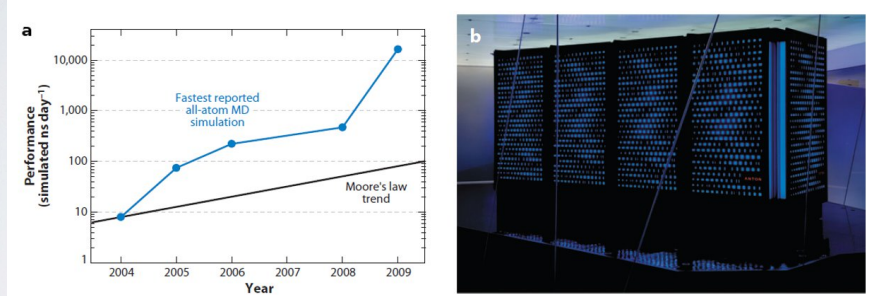 a
Performance
(simulated ns day⁻¹)
10,000
1,000
100
10
1
Fastest reported
all-atom MD
simulation
Moore's law
trend
2004 2005 2006 2007 2008 2009
Year
b
ANTON